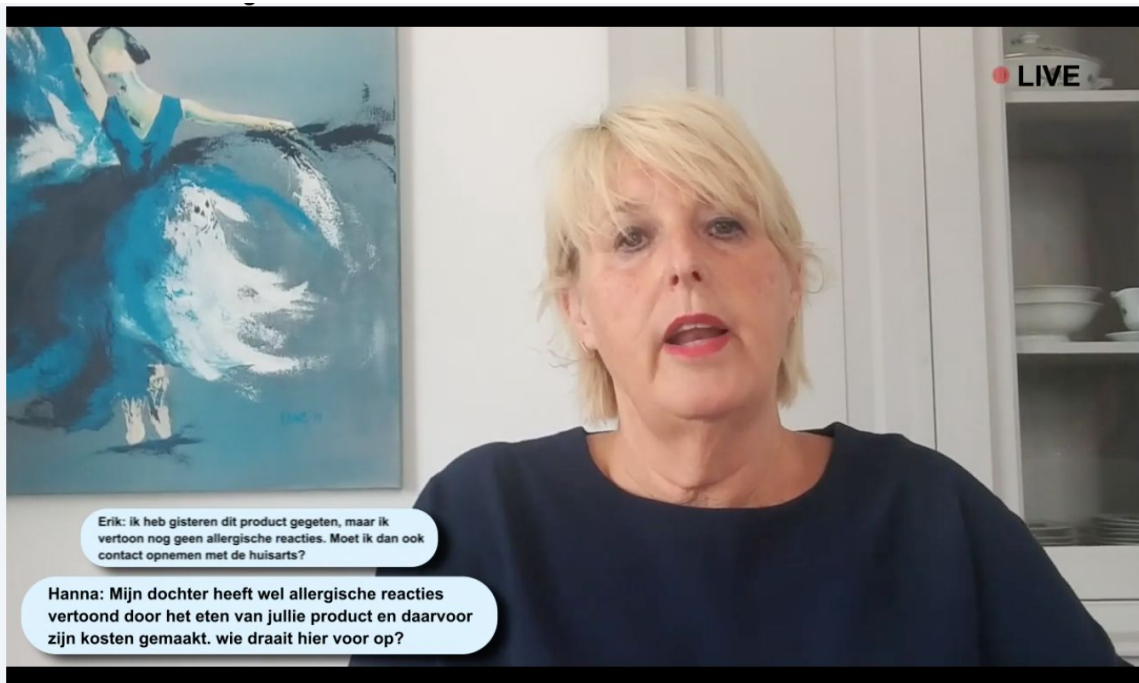 LIVE
Erik: ik heb gisteren dit product gegeten, maar ik
vertoon nog geen allergische reacties. Moet ik dan ook
contact opnemen met de huisarts?
Hanna: Mijn dochter heeft wel allergische reacties
vertoond door het eten van jullie product en daarvoor
zijn kosten gemaakt. wie draait hier voor op?